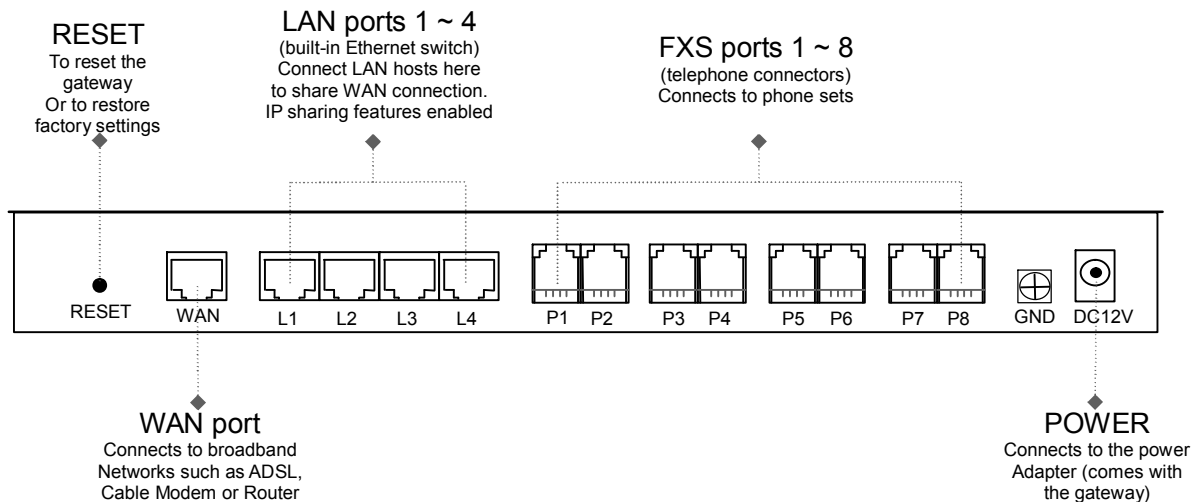 RESET
To reset the
gateway
Or to restore
factory settings
LAN ports 1 ~ 4
(built-in Ethernet switch)
Connect LAN hosts here
to share WAN connection.
IP sharing features enabled
FXS ports 1 ~ 8
(telephone connectors)
Connects to phone sets
RESET WAN L1 L2 L3 L4 P1 P2 P3 P4 P5 P6 P7 P8 GND DC12V
WAN port
Connects to broadband
Networks such as ADSL,
Cable Modem or Router
POWER
Connects to the power
Adapter (comes with
the gateway)